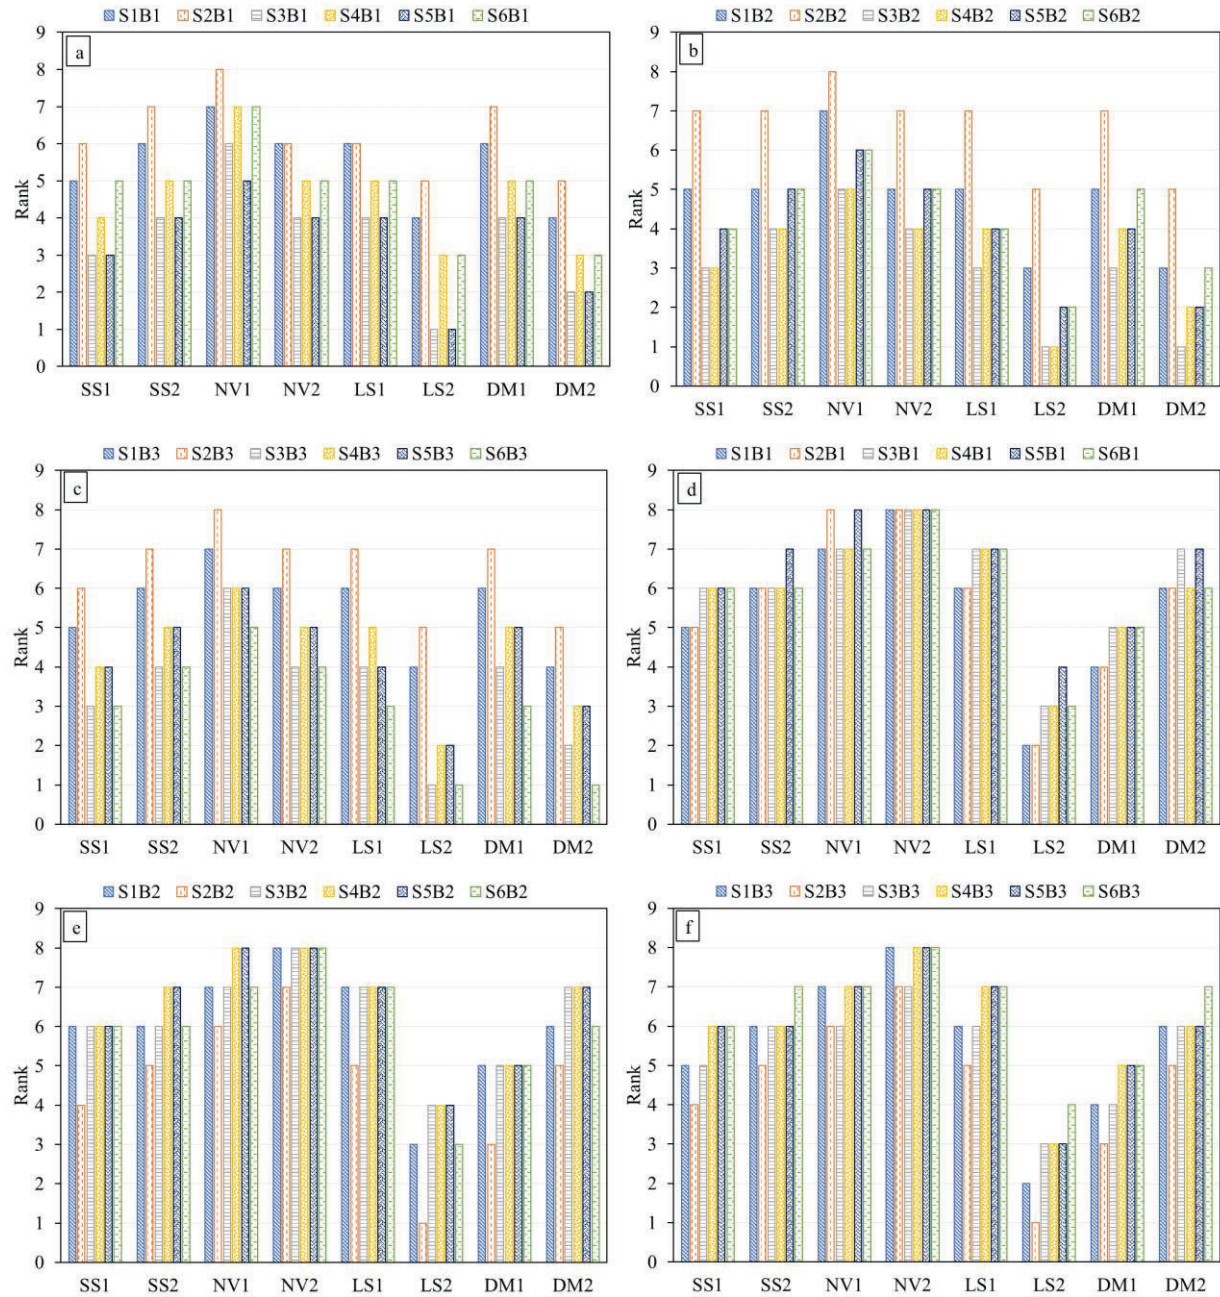 S1B1 S2B1 S3B1 S4B1 S5B1 S6B1
a
9
8
7
6
5
4
3
2
1
0
Rank
SS1 SS2 NV1 NV2 LS1 LS2 DM1 DM2
S1B2 S2B2 S3B2 S4B2 S5B2 S6B2
b
9
8
7
6
5
4
3
2
1
0
Rank
SS1 SS2 NV1 NV2 LS1 LS2 DM1 DM2
S1B3 S2B3 S3B3 S4B3 S5B3 S6B3
c
9
8
7
6
5
4
3
2
1
0
Rank
SS1 SS2 NV1 NV2 LS1 LS2 DM1 DM2
S1B1 S2B1 S3B1 S4B1 S5B1 S6B1
d
9
8
7
6
5
4
3
2
1
0
Rank
SS1 SS2 NV1 NV2 LS1 LS2 DM1 DM2
S1B2 S2B2 S3B2 S4B2 S5B2 S6B2
e
9
8
7
6
5
4
3
2
1
0
Rank
SS1 SS2 NV1 NV2 LS1 LS2 DM1 DM2
S1B3 S2B3 S3B3 S4B3 S5B3 S6B3
f
9
8
7
6
5
4
3
2
1
0
Rank
SS1 SS2 NV1 NV2 LS1 LS2 DM1 DM2